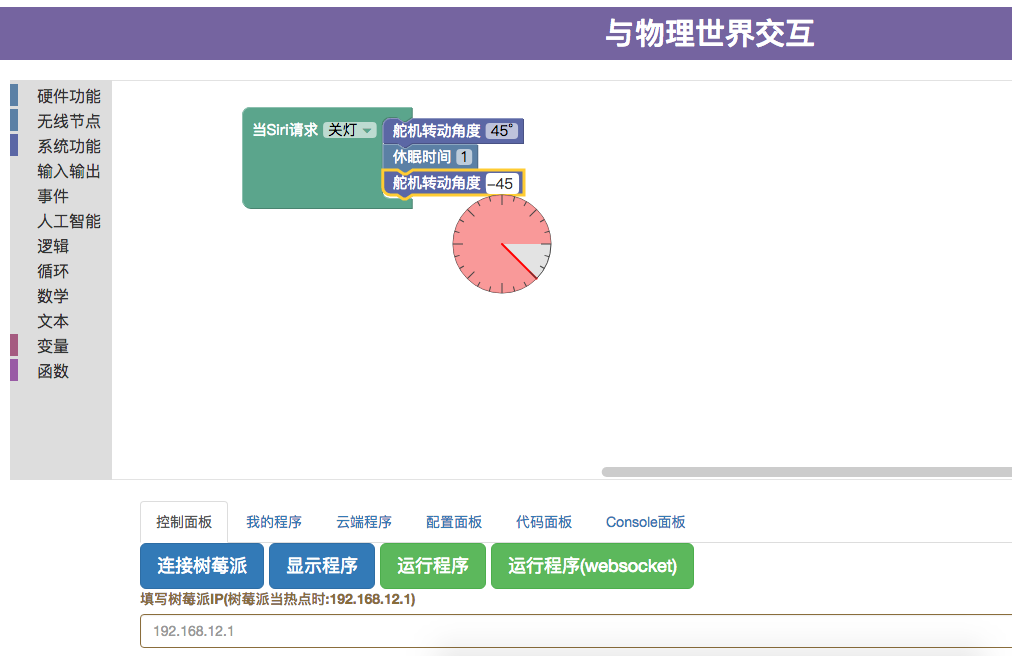 与物理世界交互
硬件功能
无线节点
系统功能
输入输出
事件
人工智能
逻辑
循环
数学
文本
变量
函数
当Siri请求 关灯
舵机转动角度 45°
休眠时间 1
舵机转动角度 -45
控制面板 我的程序 云端程序 配置面板 代码面板 Console面板
连接树莓派 显示程序 运行程序 运行程序(websocket)
填写树莓派IP(树莓派当热点时:192.168.12.1)
192.168.12.1